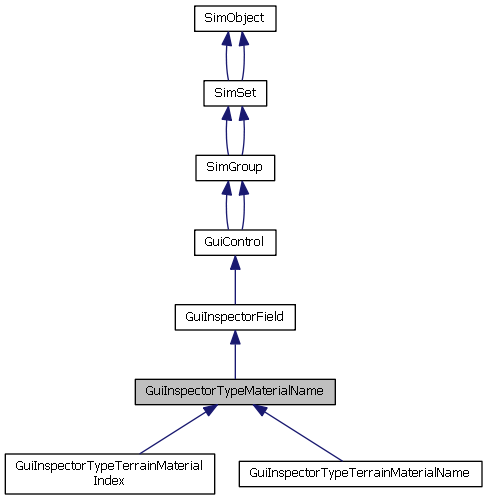 SimObject
SimSet
SimGroup
GuiControl
GuiInspectorField
GuiInspectorTypeMaterialName
GuiInspectorTypeTerrainMaterial
Index
GuiInspectorTypeTerrainMaterialName